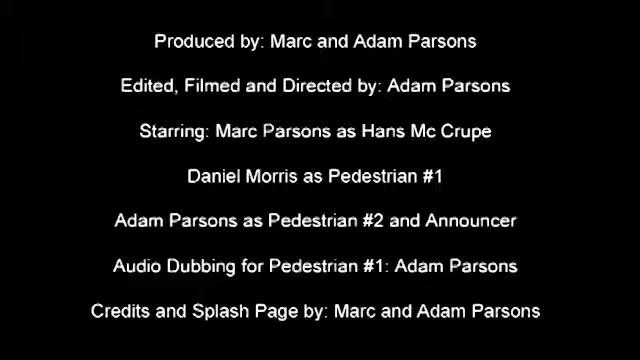 Produced by: Marc and Adam Parsons
Edited, Filmed and Directed by: Adam Parsons
Starring: Marc Parsons as Hans Mc Crupe
Daniel Morris as Pedestrian #1
Adam Parsons as Pedestrian #2 and Announcer
Audio Dubbing for Pedestrian #1: Adam Parsons
Credits and Splash Page by: Marc and Adam Parsons